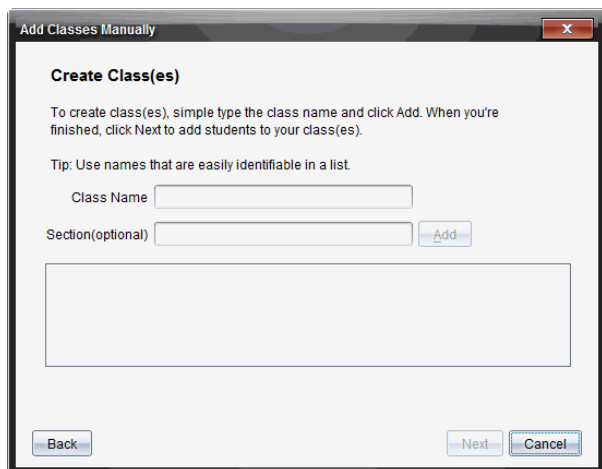 Add Classes Manually
X
Create Class(es)
To create class(es), simple type the class name and click Add. When you're
finished, click Next to add students to your class(es).
Tip: Use names that are easily identifiable in a list.
Class Name
Section(optional)
Add
Back
Next
Cancel